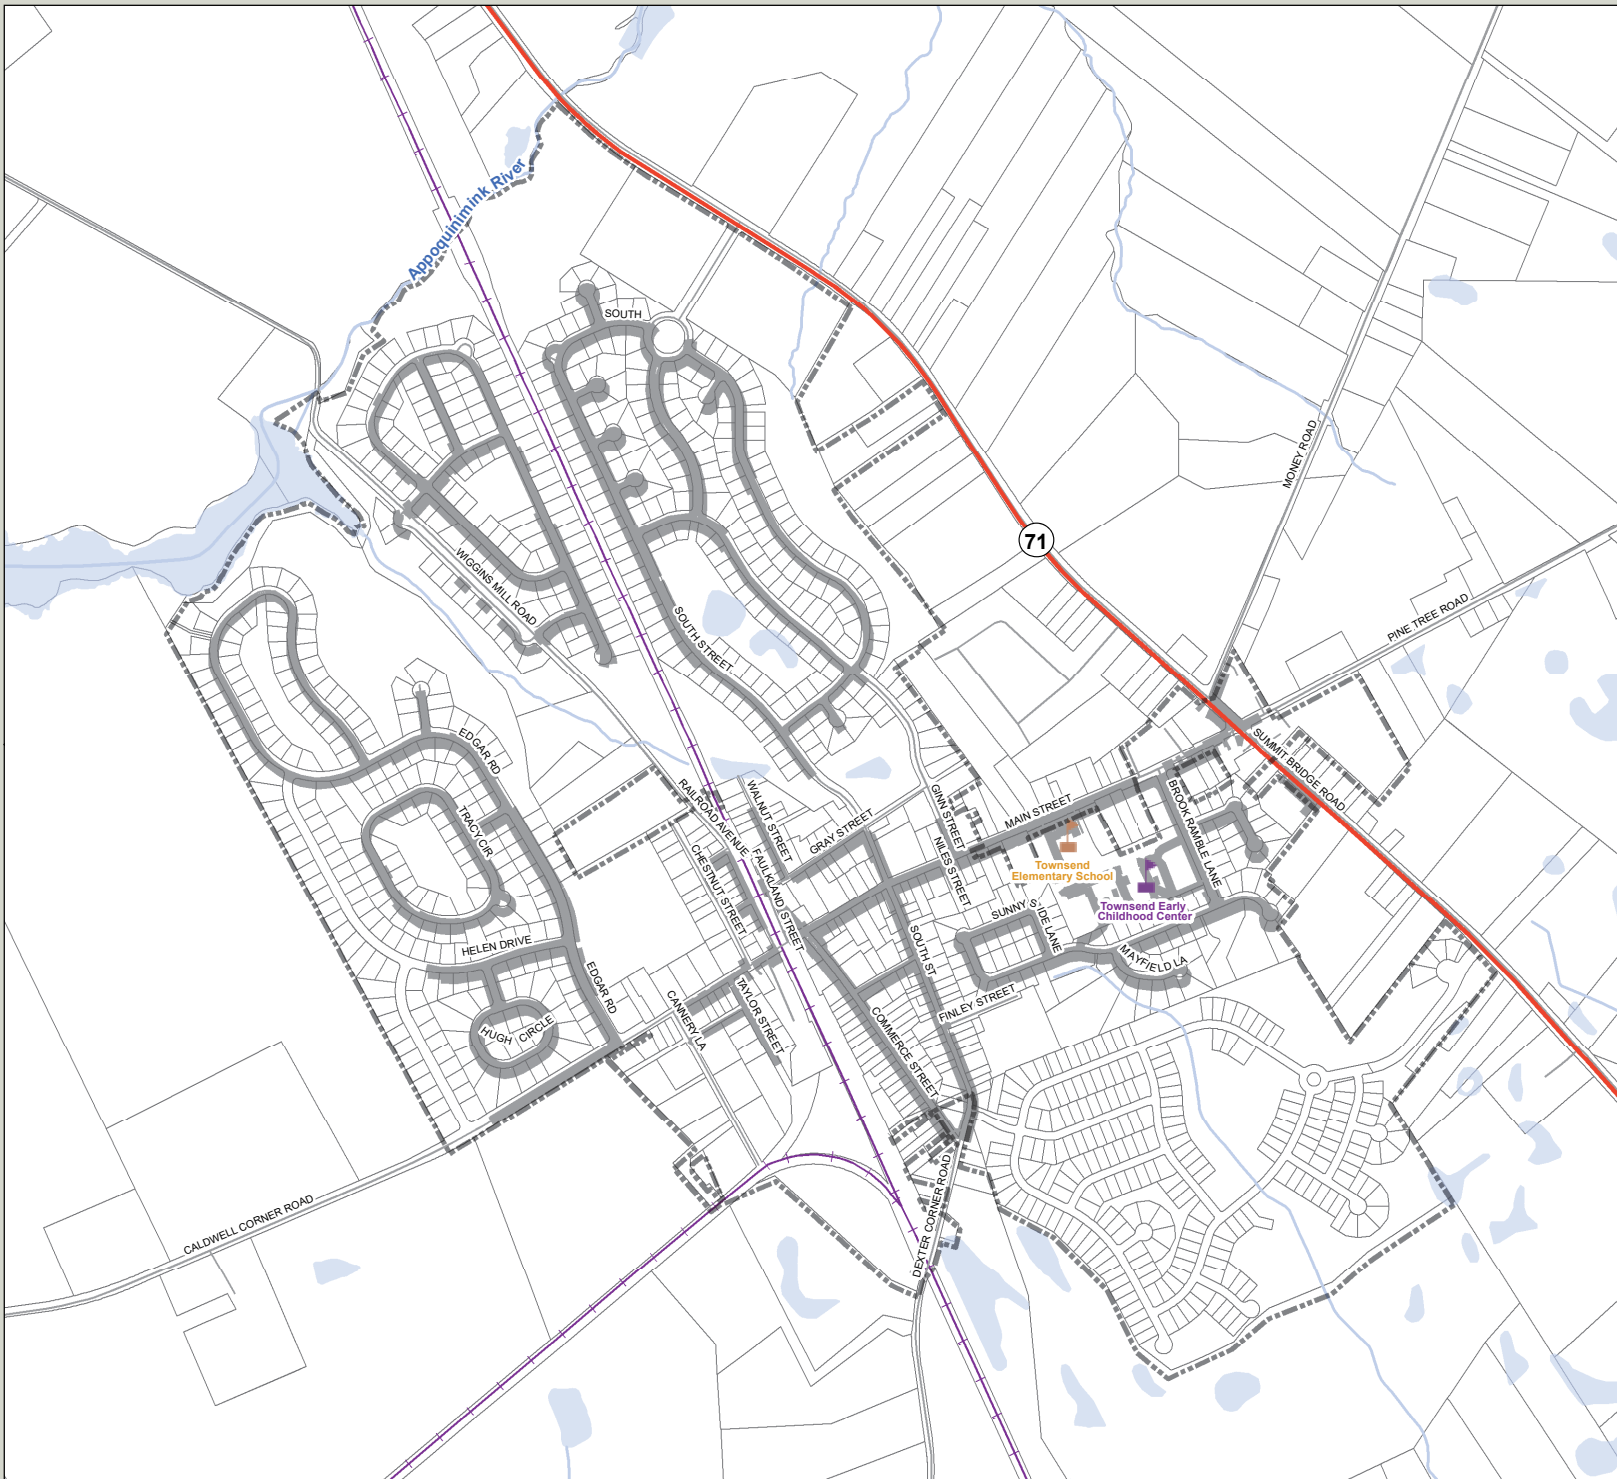 Appoquinimink River
SOUTH
71
MONEY ROAD
PINE TREE ROAD
WIGGINS MILL ROAD
SOUTH STREET
SUMMIT BRIDGE ROAD
EDGAR RD
RAILROAD AVENUE
WALNUT STREET
GINN STREET
MAIN STREET
BROOK RAMBLE LANE
TRACY CIR
GRAY STREET
CHESTNUT STREET
FAULKLAND STREET
NILES STREET
Townsend
Elementary School
Townsend Early
Childhood Center
SUNNY SIDE LANE
HELEN DRIVE
EDGAR RD
SOUTH ST
MAYFIELD LA
CANNERY LA
TAYLOR STREET
FINLEY STREET
HUGH CIRCLE
COMMERCE STREET
DEXTER CORNER ROAD
CALDWELL CORNER ROAD